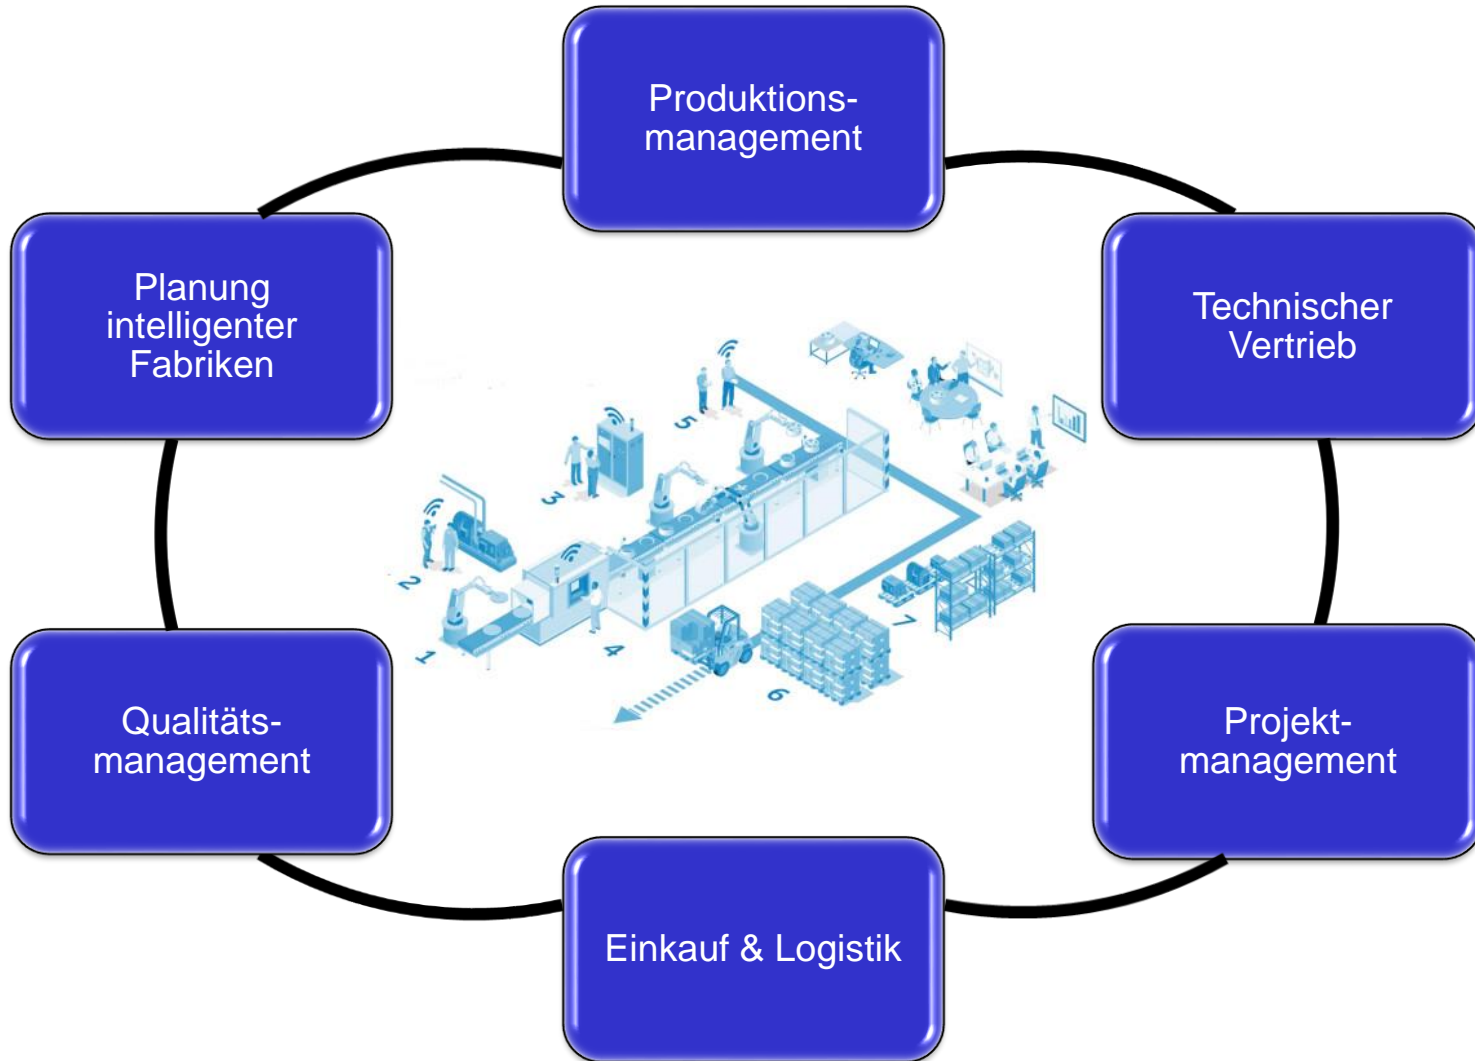 Produktions-
management
Planung
intelligenter
Fabriken
Technischer
Vertrieb
5
3
2
1
4
7
6
Qualitäts-
management
Projekt-
management
Einkauf & Logistik